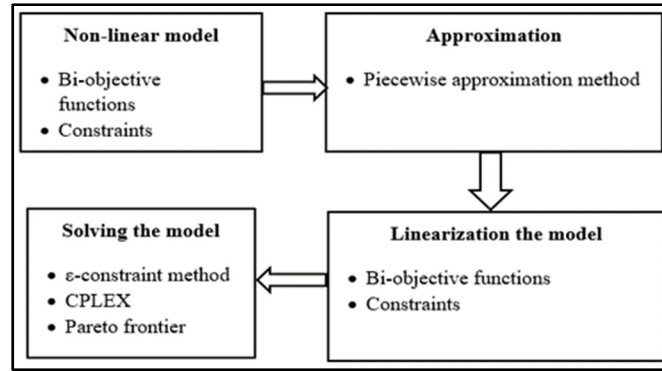 Non-linear model
• Bi-objective
functions
• Constraints
Approximation
• Piecewise approximation method
Linearization the model
• Bi-objective functions
• Constraints
Solving the model
• ε-constraint method
• CPLEX
• Pareto frontier